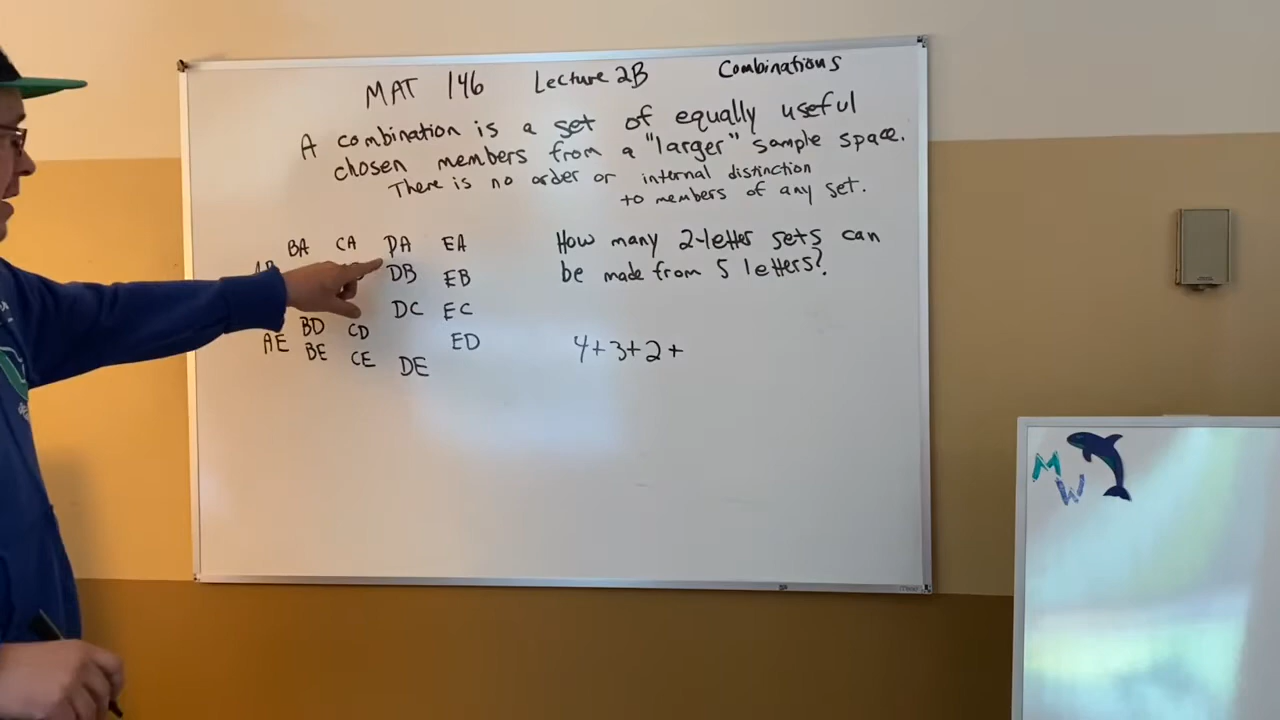 MAT 146 Lecture 2B Combinations
A combination is a set of equally useful
chosen members from a "larger" sample space.
There is no order or internal distinction
to members of any set.
BA CA DA EA
DB EB
DC EC
BD CD ED
AE BE CE DE
How many 2-letter sets can
be made from 5 letters?
4+3+2+
M
W